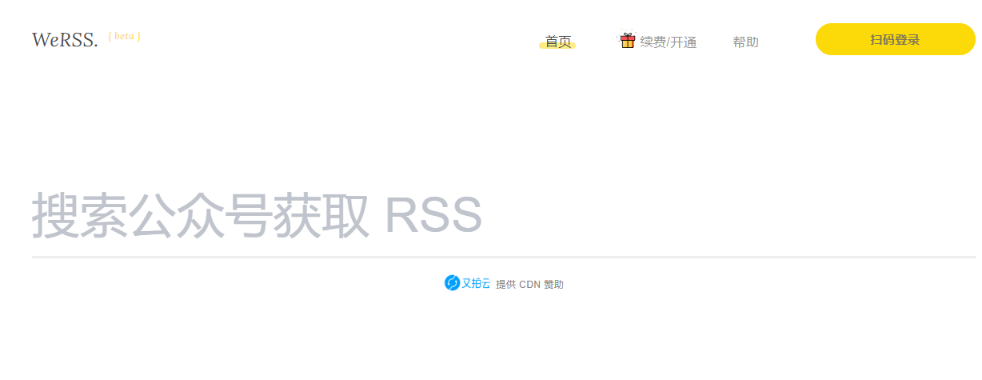 WeRSS. [ beta ]
首页 续费/开通 帮助 扫码登录
搜索公众号获取 RSS
又拍云 提供 CDN 赞助